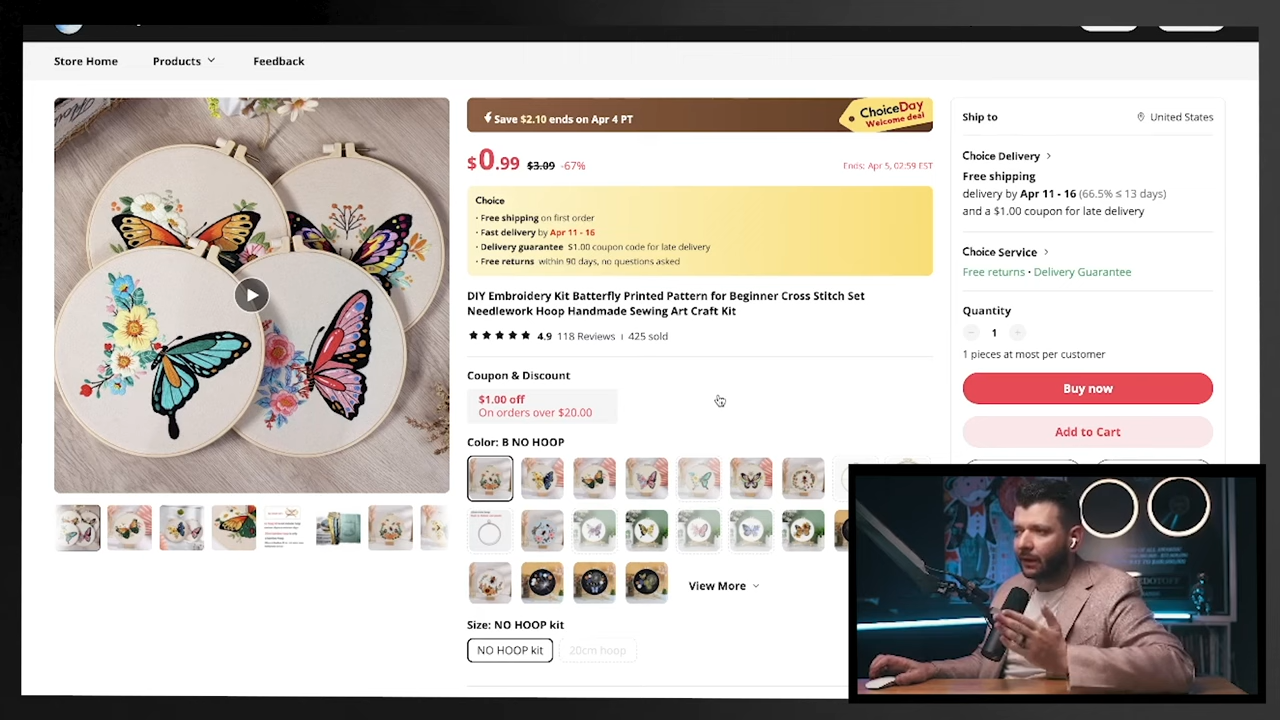 Store Home
Products
Feedback
Save $2.10 ends on Apr 4 PT
ChoiceDay
Welcome deal
$0.99 $3.09 -67%
Ends: Apr 5, 02:59 EST
Choice
· Free shipping on first order
· Fast delivery by Apr 11 - 16
· Delivery guarantee $1.00 coupon code for late delivery
· Free returns within 90 days, no questions asked
DIY Embroidery Kit Batterfly Printed Pattern for Beginner Cross Stitch Set
Needlework Hoop Handmade Sewing Art Craft Kit
4.9 118 Reviews | 425 sold
Coupon & Discount
$1.00 off
On orders over $20.00
Color: B NO HOOP
View More
Size: NO HOOP kit
NO HOOP kit
20cm hoop
Ship to
United States
Choice Delivery
Free shipping
delivery by Apr 11 - 16 (66.5% ≤ 13 days)
and a $1.00 coupon for late delivery
Choice Service
Free returns · Delivery Guarantee
Quantity
− 1 +
1 pieces at most per customer
Buy now
Add to Cart